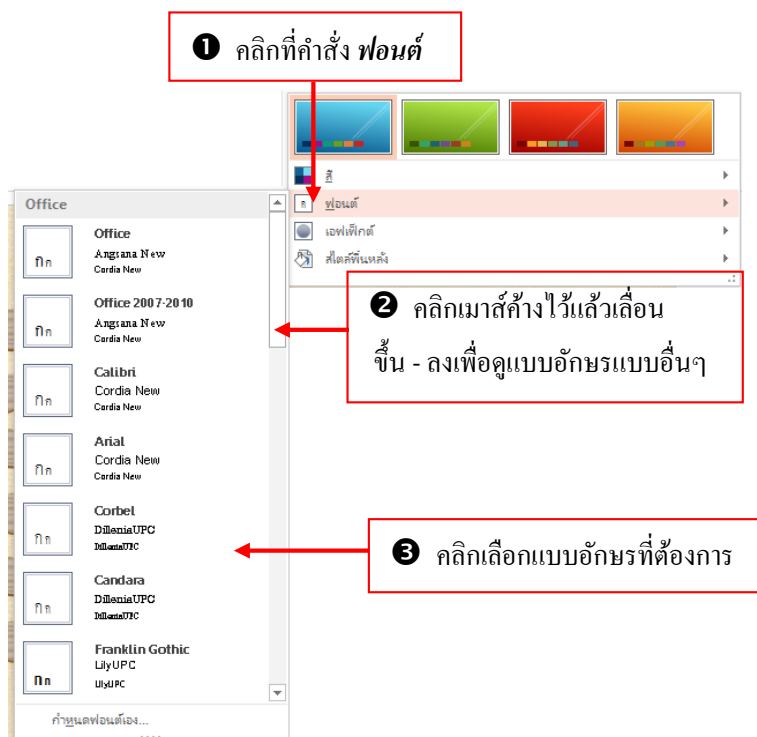 ❶ คลิกที่คำสั่ง ฟอนต์
สี
ฟอนต์
เอฟเฟ็กต์
สไตล์พื้นหลัง
Office
กก
Office
Angsana New
Cordia New
กก
Office 2007-2010
Angsana New
Cordia New
กก
Calibri
Cordia New
Cordia New
กก
Arial
Cordia New
Cordia New
กก
Corbel
DilleniaUPC
DilleniaUPC
กก
Candara
DilleniaUPC
DilleniaUPC
กก
Franklin Gothic
LilyUPC
LilyUPC
กำหนดฟอนต์เอง...
❷ คลิกเมาส์ค้างไว้แล้วเลื่อน
ขึ้น - ลงเพื่อดูแบบอักษรแบบอื่นๆ
❸ คลิกเลือกแบบอักษรที่ต้องการ